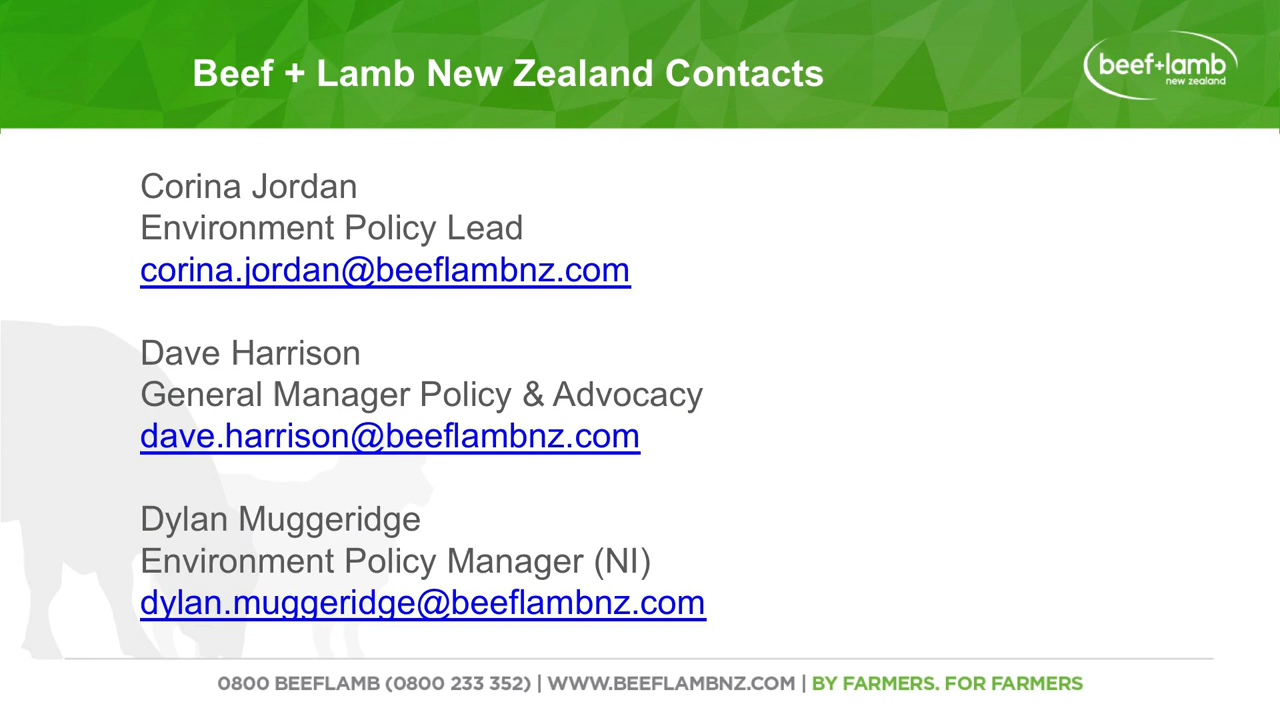 Beef + Lamb New Zealand Contacts
beef+lamb
new zealand
Corina Jordan
Environment Policy Lead
corina.jordan@beeflambnz.com
Dave Harrison
General Manager Policy & Advocacy
dave.harrison@beeflambnz.com
Dylan Muggeridge
Environment Policy Manager (NI)
dylan.muggeridge@beeflambnz.com
0800 BEEFLAMB (0800 233 352) | WWW.BEEFLAMBNZ.COM | BY FARMERS. FOR FARMERS